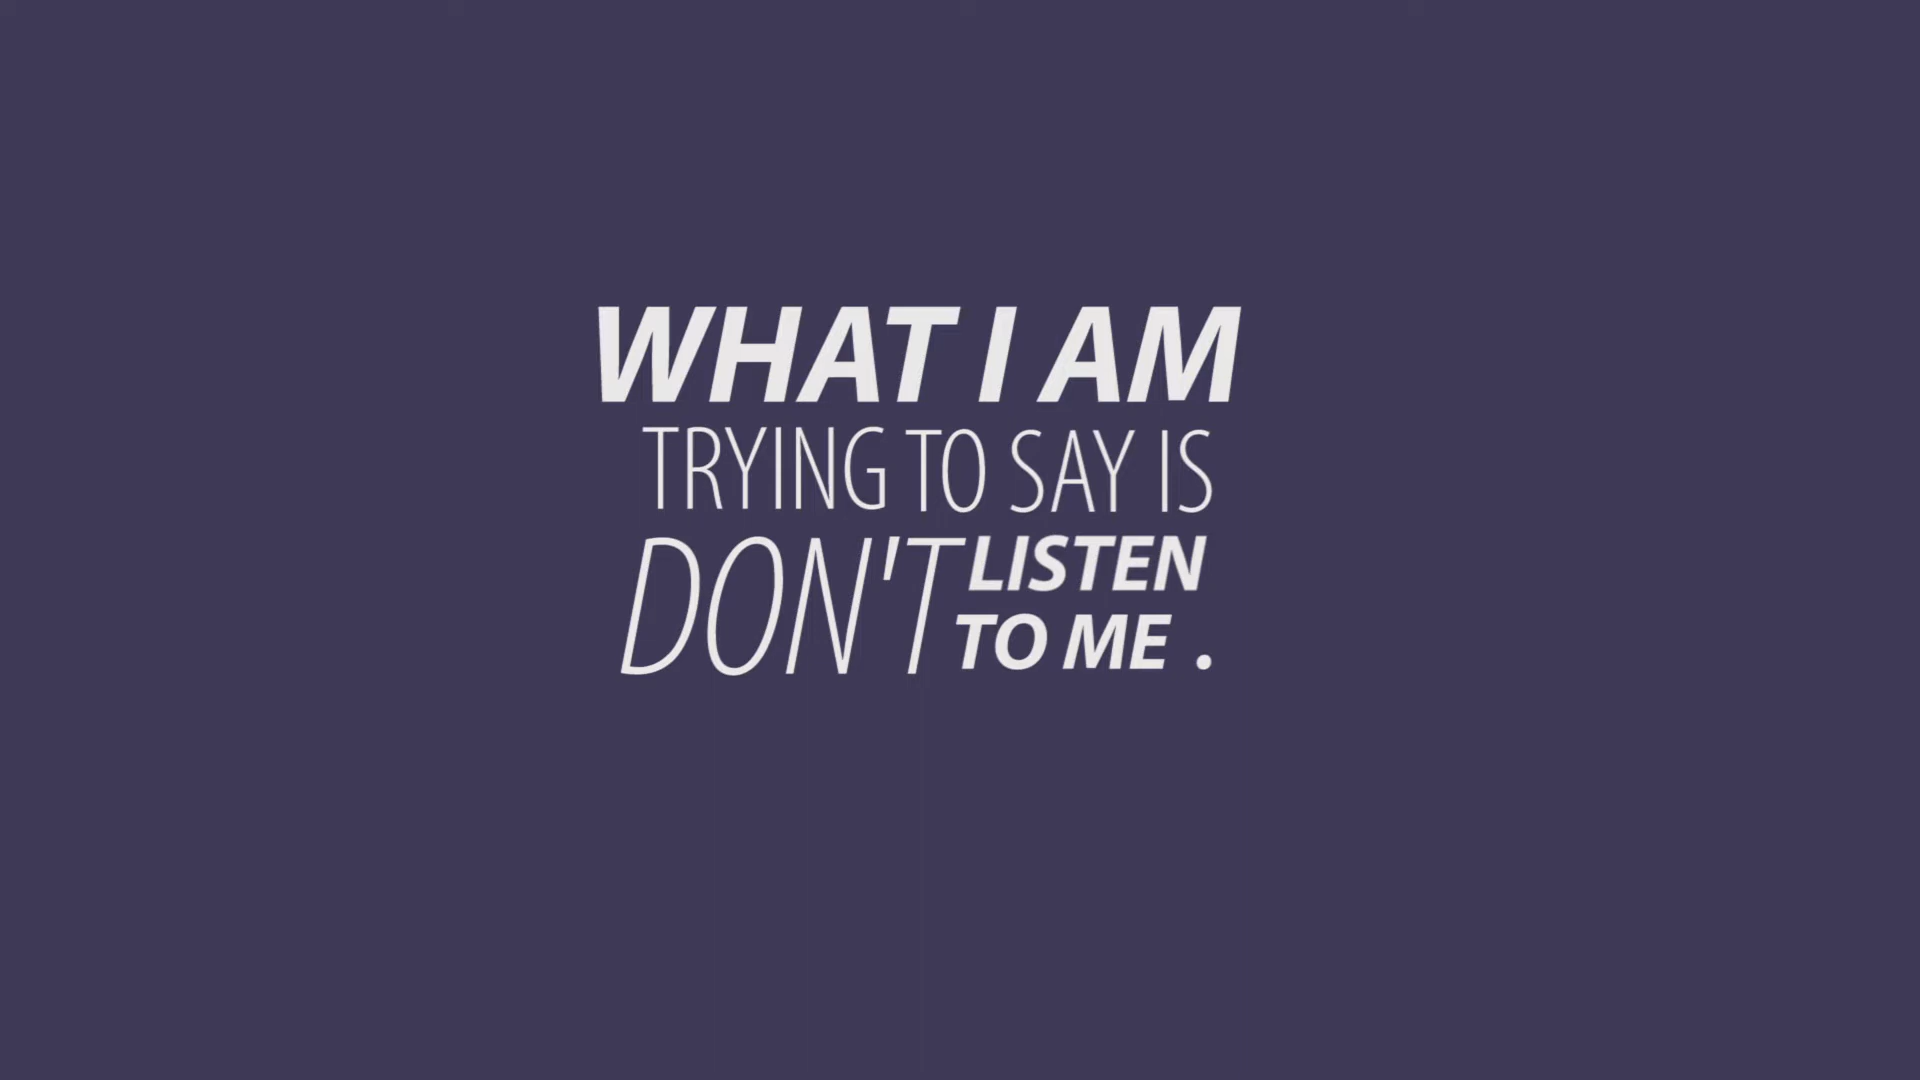 WHAT I AM
TRYING TO SAY IS
DON'T LISTEN
TO ME .